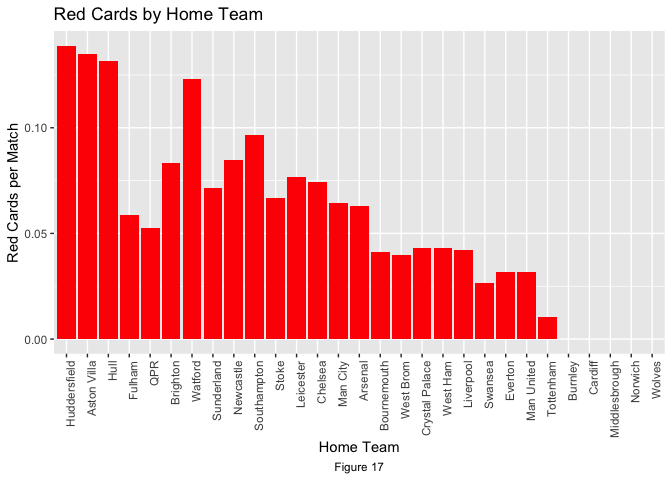 Red Cards by Home Team
Red Cards per Match
0.10
0.05
0.00
Huddersfield
Aston Villa
Hull
Fulham
QPR
Brighton
Watford
Sunderland
Newcastle
Southampton
Stoke
Leicester
Chelsea
Man City
Arsenal
Bournemouth
West Brom
Crystal Palace
West Ham
Liverpool
Swansea
Everton
Man United
Tottenham
Burnley
Cardiff
Middlesbrough
Norwich
Wolves
Home Team
Figure 17